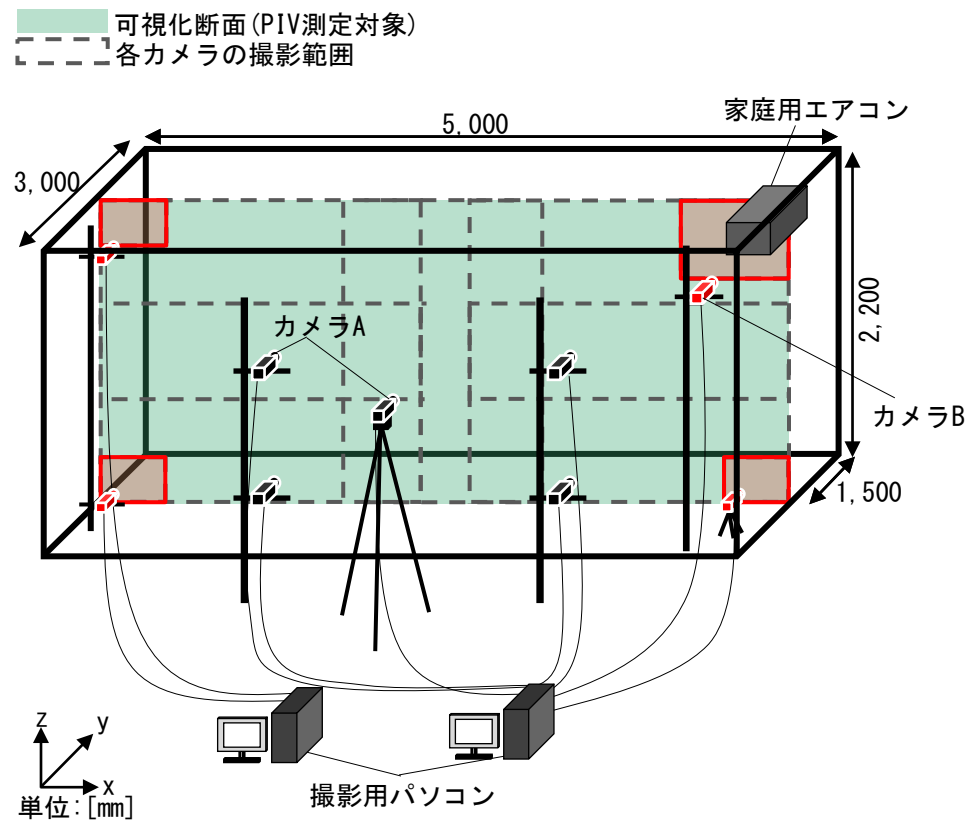 可視化断面(PIV測定対象)
各カメラの撮影範囲
家庭用エアコン
5,000
3,000
2,200
カメラA
カメラB
1,500
z
y
x
単位:[mm]
撮影用パソコン